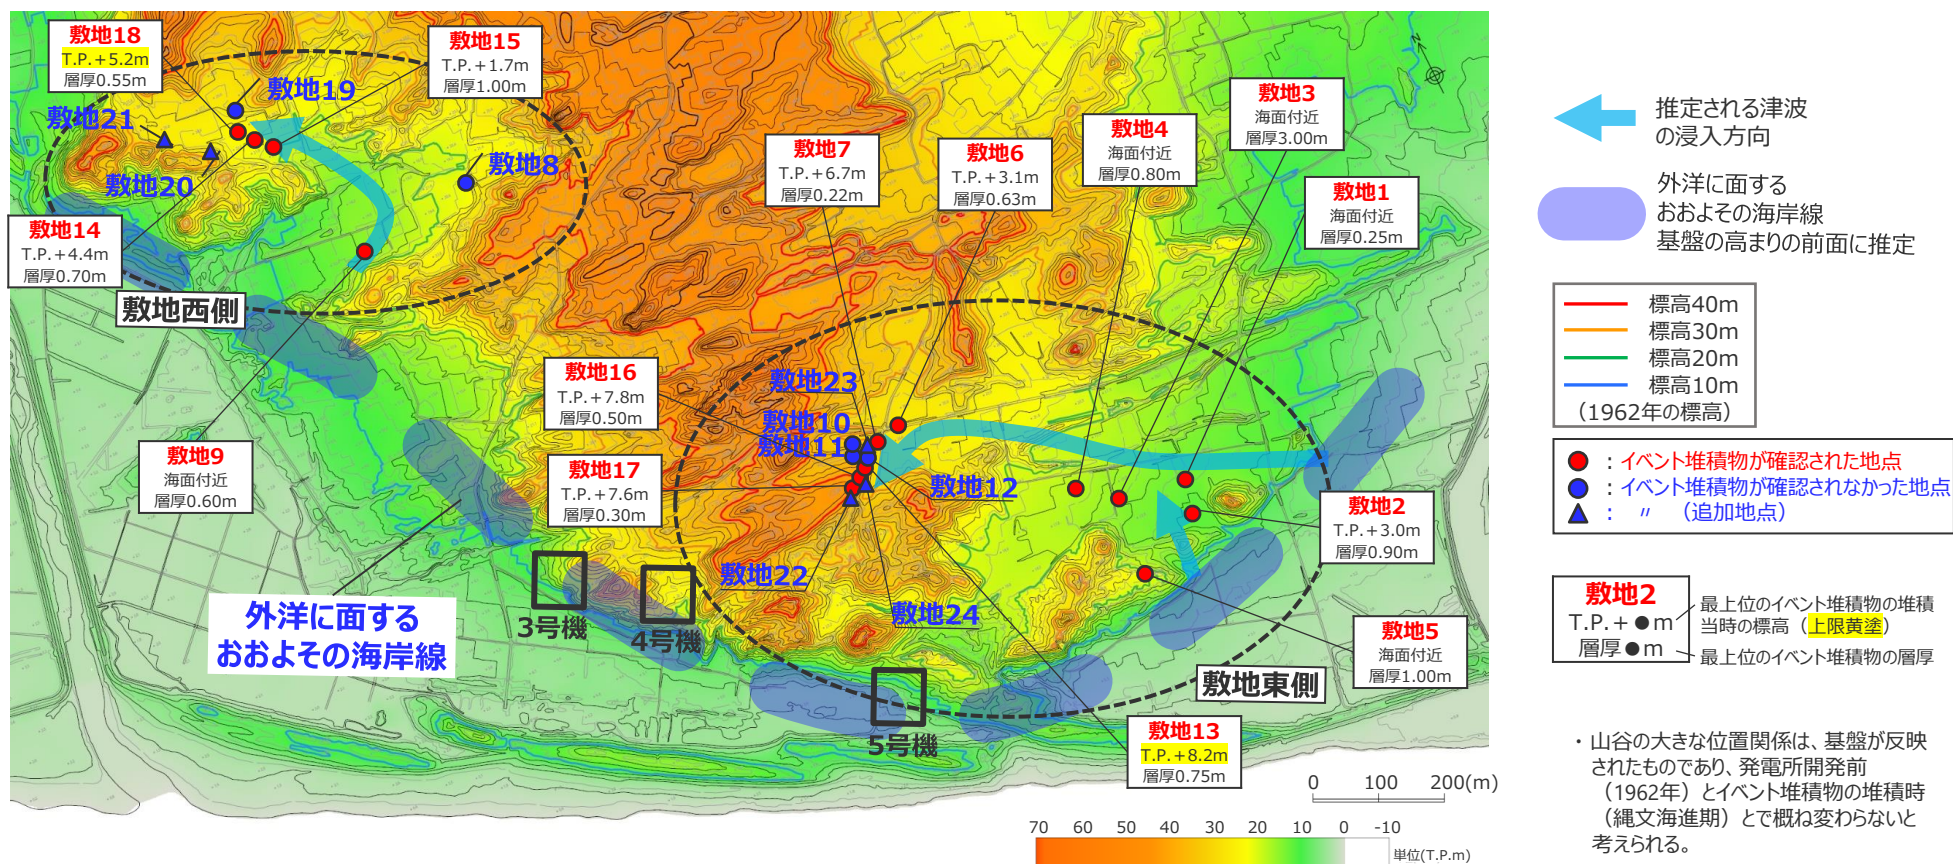 敷地18
T.P.+5.2m
層厚0.55m
敷地15
T.P.+1.7m
層厚1.00m
敷地19
敷地21
敷地20
敷地8
敷地14
T.P.+4.4m
層厚0.70m
敷地西側
敷地9
海面付近
層厚0.60m
敷地7
T.P.+6.7m
層厚0.22m
敷地6
T.P.+3.1m
層厚0.63m
敷地4
海面付近
層厚0.80m
敷地3
海面付近
層厚3.00m
敷地1
海面付近
層厚0.25m
N
敷地16
T.P.+7.8m
層厚0.50m
敷地23
敷地10
敷地11
敷地17
T.P.+7.6m
層厚0.30m
敷地12
敷地2
T.P.+3.0m
層厚0.90m
敷地22
敷地24
敷地5
海面付近
層厚1.00m
敷地東側
敷地13
T.P.+8.2m
層厚0.75m
外洋に面する
おおよその海岸線
3号機
4号機
5号機
0 100 200(m)
70 60 50 40 30 20 10 0 -10
単位(T.P.m)
推定される津波
の浸入方向
外洋に面する
おおよその海岸線
基盤の高まりの前面に推定
標高40m
標高30m
標高20m
標高10m
(1962年の標高)
：イベント堆積物が確認された地点
：イベント堆積物が確認されなかった地点
： 〃 （追加地点）
敷地2
T.P.+●m
層厚●m
最上位のイベント堆積物の堆積
当時の標高（上限黄塗）
最上位のイベント堆積物の層厚
・山谷の大きな位置関係は、基盤が反映
されたものであり、発電所開発前
（1962年）とイベント堆積物の堆積時
（縄文海進期）とで概ね変わらないと
考えられる。